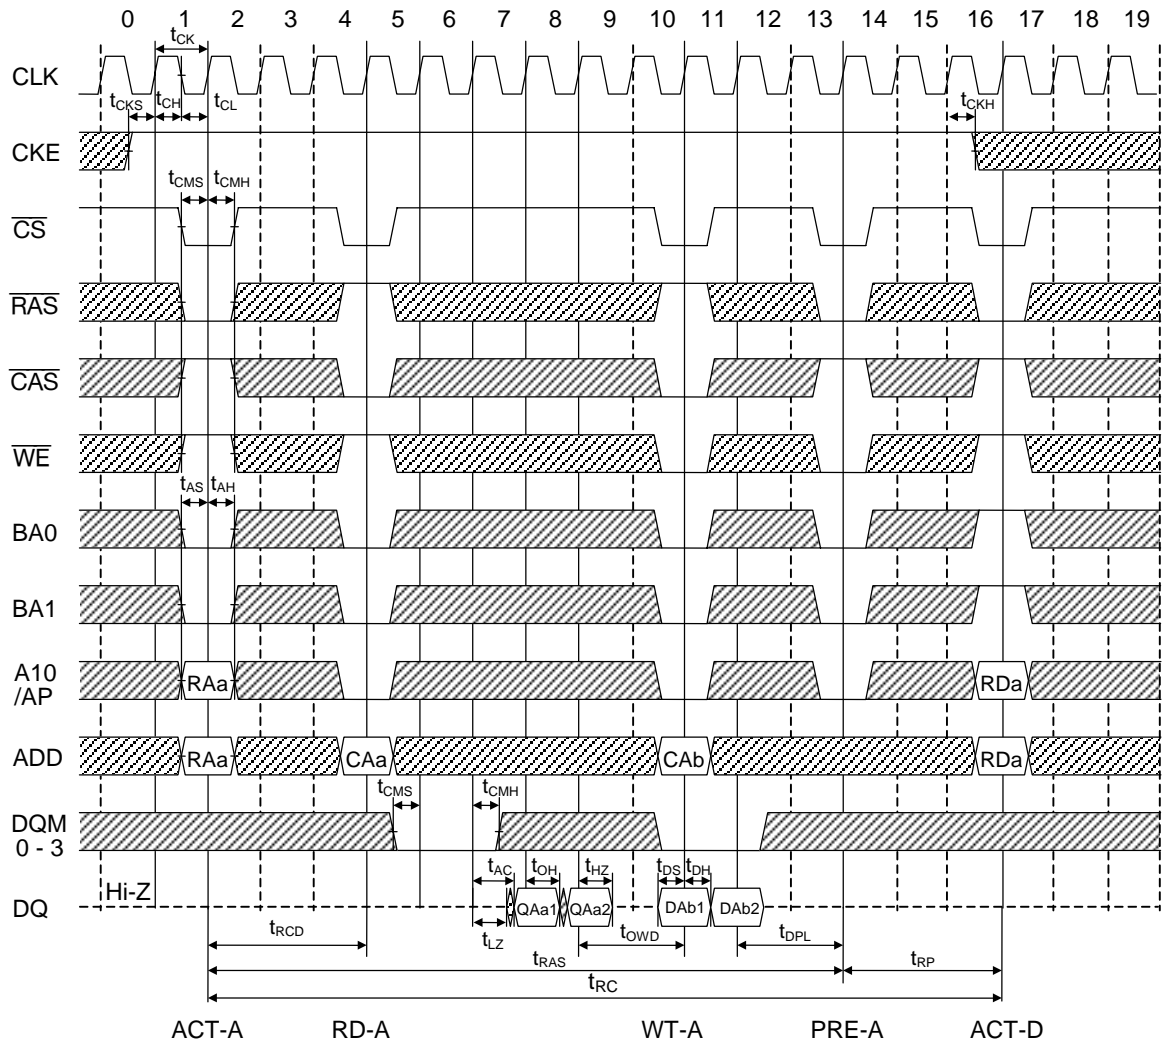 0 1 2 3 4 5 6 7 8 9 10 11 12 13 14 15 16 17 18 19
tCK
CLK
tCKS tCH tCL tCKH
CKE
tCMS tCMH
CS
RAS
CAS
WE
tAS tAH
BA0
BA1
A10
/AP
RAa RDa
ADD RAa CAa CAb RDa
tCMS tCMH
DQM
0 - 3
tAC tOH tHZ tDS tDH
Hi-Z
DQ QAa1 QAa2 DAb1 DAb2
tRCD tLZ tOWD tDPL
tRAS tRP
tRC
ACT-A RD-A WT-A PRE-A ACT-D